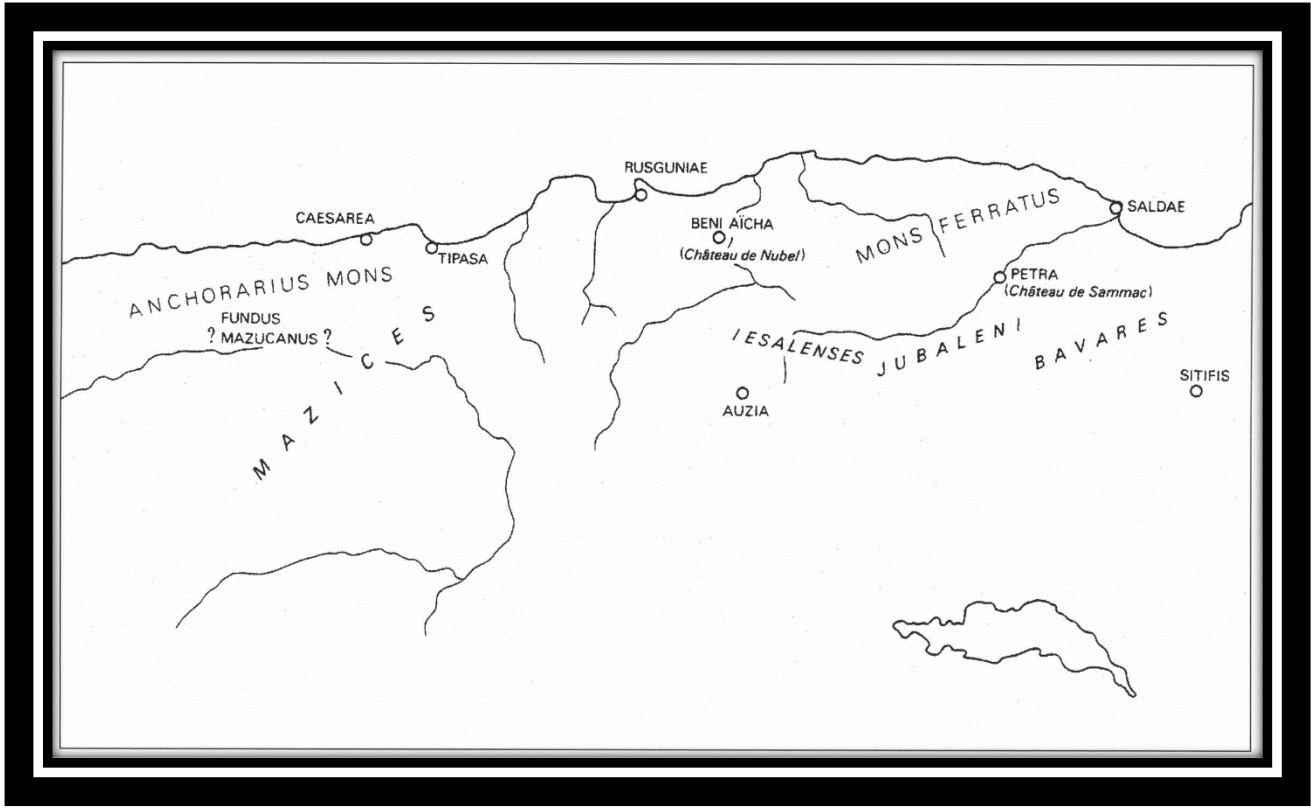 RUSGUNIAE
CAESAREA
TIPASA
BENI AÏCHA
(Château de Nubel)
MONS FERRATUS
SALDAE
ANCHORARIUS MONS
PETRA
(Château de Sammac)
FUNDUS
? MAZUCANUS ?
MAZICES
IESALENSES
JUBALENI
BAVARES
SITIFIS
AUZIA